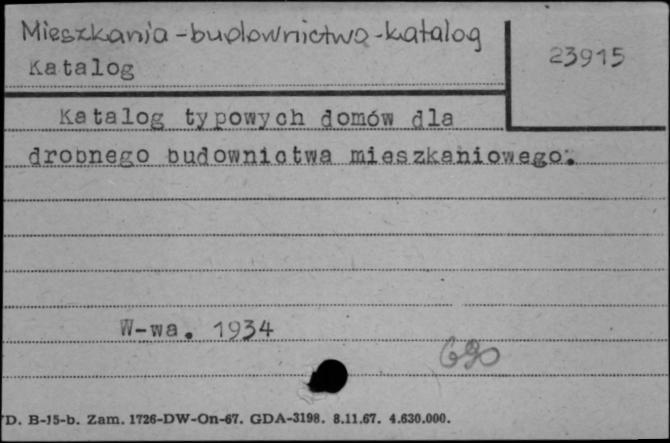 Mieszkania-budownictwo-katalog
23915
Katalog
Katalog typowych domów dla
drobnego budownictwa mieszkaniowego.
W-wa. 1934
690
D. B-15-b. Zam. 1726-DW-On-67. GDA-3198. 8.11.67. 4.630.000.